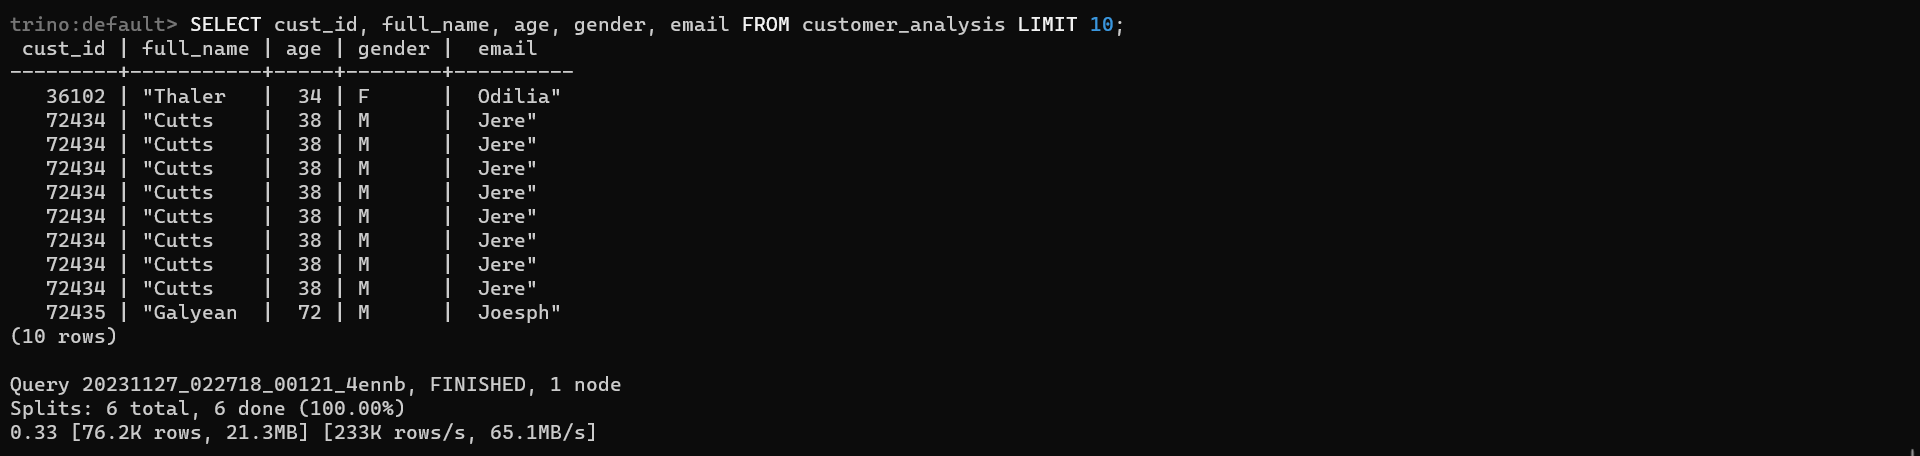 trino:default> SELECT cust_id, full_name, age, gender, email FROM customer_analysis LIMIT 10;
 cust_id | full_name | age | gender |  email
---------+-----------+-----+--------+----------
   36102 | "Thaler   |  34 | F      |  Odilia"
   72434 | "Cutts    |  38 | M      |  Jere"
   72434 | "Cutts    |  38 | M      |  Jere"
   72434 | "Cutts    |  38 | M      |  Jere"
   72434 | "Cutts    |  38 | M      |  Jere"
   72434 | "Cutts    |  38 | M      |  Jere"
   72434 | "Cutts    |  38 | M      |  Jere"
   72434 | "Cutts    |  38 | M      |  Jere"
   72434 | "Cutts    |  38 | M      |  Jere"
   72435 | "Galyean  |  72 | M      |  Joesph"
(10 rows)

Query 20231127_022718_00121_4ennb, FINISHED, 1 node
Splits: 6 total, 6 done (100.00%)
0.33 [76.2K rows, 21.3MB] [233K rows/s, 65.1MB/s]